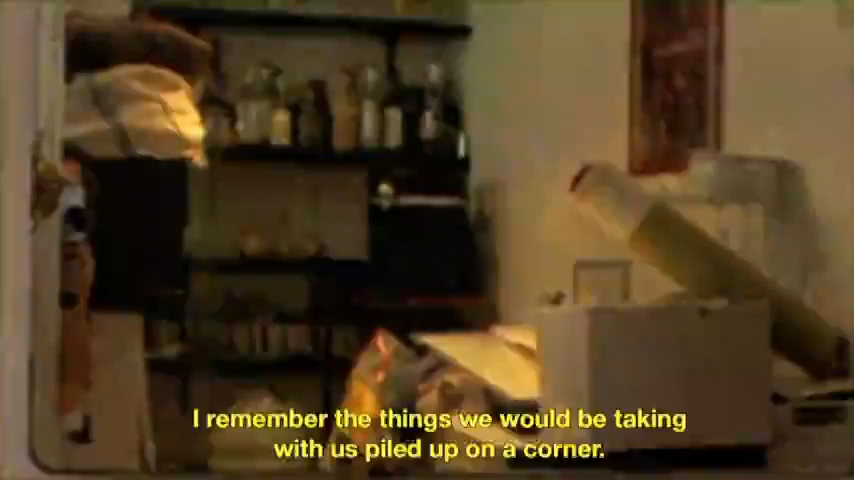 I remember the things we would be taking
with us piled up on a corner.